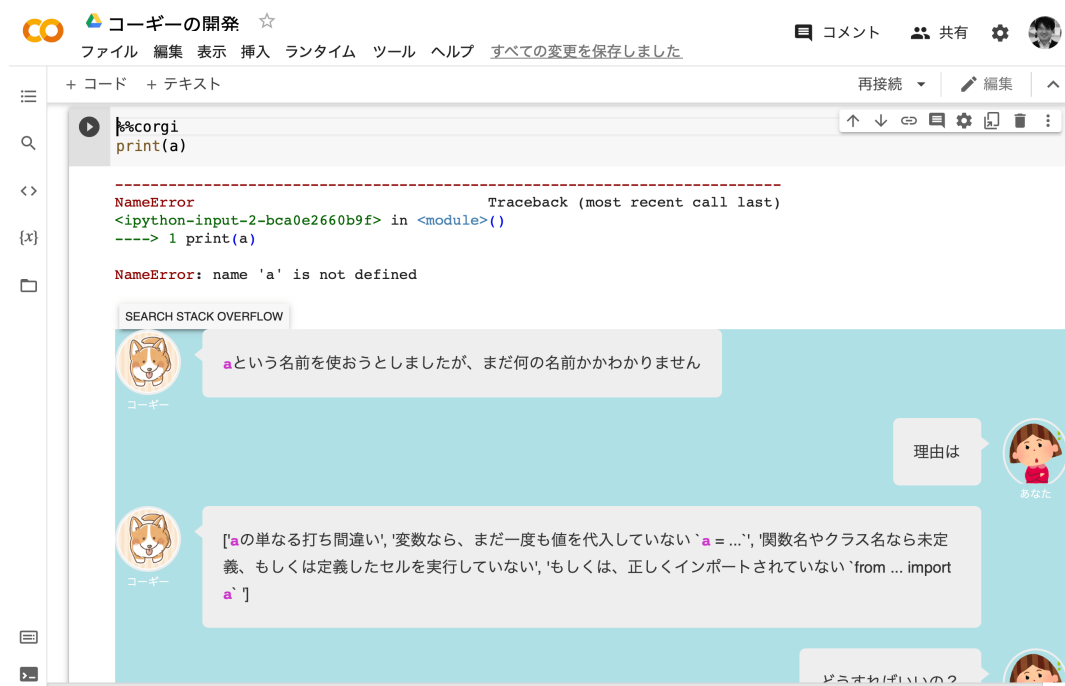 コーギーの開発
コメント
共有
ファイル 編集 表示 挿入 ランタイム ツール ヘルプ すべての変更を保存しました
+ コード + テキスト
再接続
編集
%%corgi
print(a)
---------------------------------------------------------------------------
NameError Traceback (most recent call last)
<ipython-input-2-bca0e2660b9f> in <module>()
----> 1 print(a)
NameError: name 'a' is not defined
SEARCH STACK OVERFLOW
aという名前を使おうとしましたが、まだ何の名前かかわかりません
コーギー
理由は
あなた
['aの単なる打ち間違い', '変数なら、まだ一度も値を代入していない `a = ...`', '関数名やクラス名なら未定
義、もしくは定義したセルを実行していない', 'もしくは、正しくインポートされていない `from ... import
a` ']
コーギー
どうすればいいの？